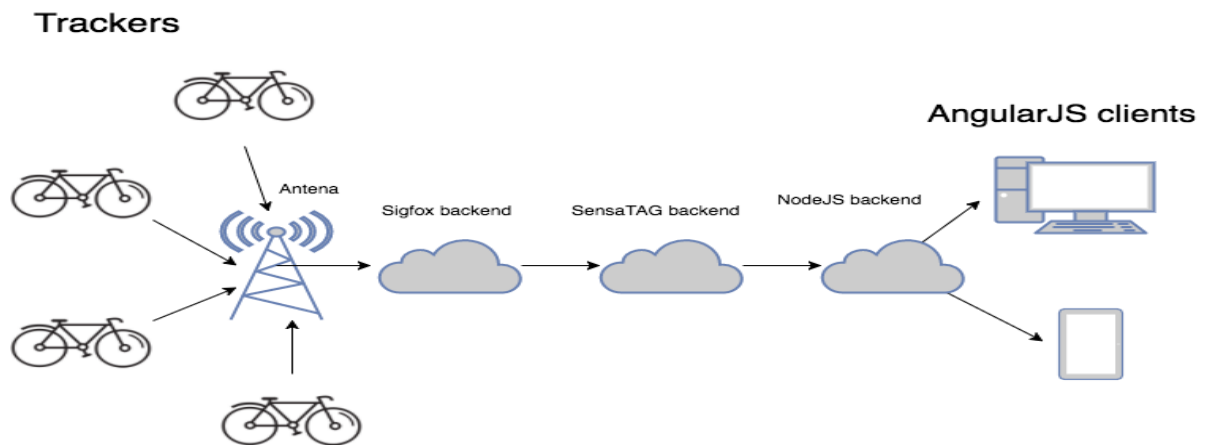 Trackers
AngularJS clients
Antena
Sigfox backend
SensaTAG backend
NodeJS backend